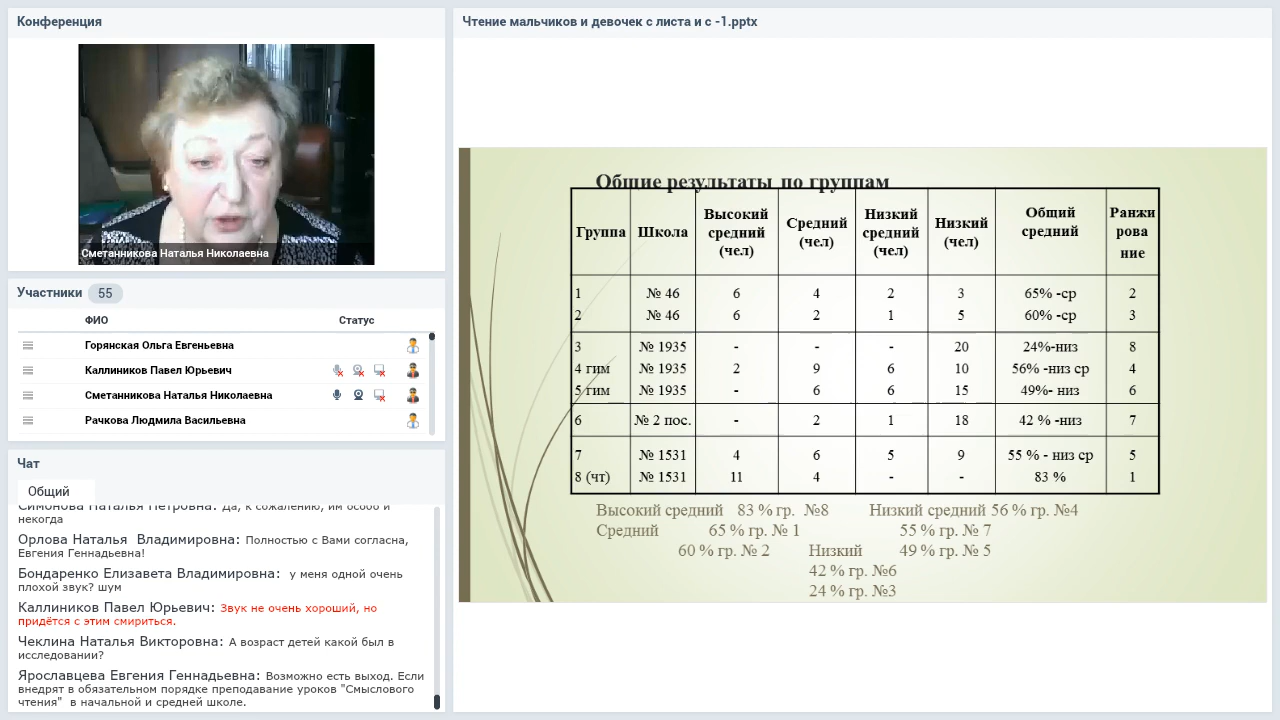 Конференция
Сметанникова Наталья Николаевна
Участники 55
ФИО Статус
Горянская Ольга Евгеньевна
Каллиников Павел Юрьевич
Сметанникова Наталья Николаевна
Рачкова Людмила Васильевна
Чат
Общий
Симонова Наталья Петровна: Да, к сожалению, им особо и
некогда
Орлова Наталья Владимировна: Полностью с Вами согласна,
Евгения Геннадьевна!
Бондаренко Елизавета Владимировна: у меня одной очень
плохой звук? шум
Каллиников Павел Юрьевич: Звук не очень хороший, но
придётся с этим смириться.
Чеклина Наталья Викторовна: А возраст детей какой был в
исследовании?
Ярославцева Евгения Геннадьевна: Возможно есть выход. Если
внедрят в обязательном порядке преподавание уроков "Смыслового
чтения" в начальной и средней школе.
Чтение мальчиков и девочек с листа и с -1.pptx
Общие результаты по группам
Группа Школа Высокий средний (чел) Средний (чел) Низкий средний (чел) Низкий (чел) Общий средний Ранжи рова ние
1 № 46 6 4 2 3 65% -ср 2
2 № 46 6 2 1 5 60% -ср 3
3 № 1935 - - - 20 24%-низ 8
4 гим № 1935 2 9 6 10 56% -низ ср 4
5 гим № 1935 - 6 6 15 49%- низ 6
6 № 2 пос. - 2 1 18 42 % -низ 7
7 № 1531 4 6 5 9 55 % - низ ср 5
8 (чт) № 1531 11 4 - - 83 % 1
Высокий средний 83 % гр. №8 Низкий средний 56 % гр. №4
Средний 65 % гр. № 1 55 % гр. № 7
60 % гр. № 2 Низкий 49 % гр. № 5
42 % гр. №6
24 % гр. №3